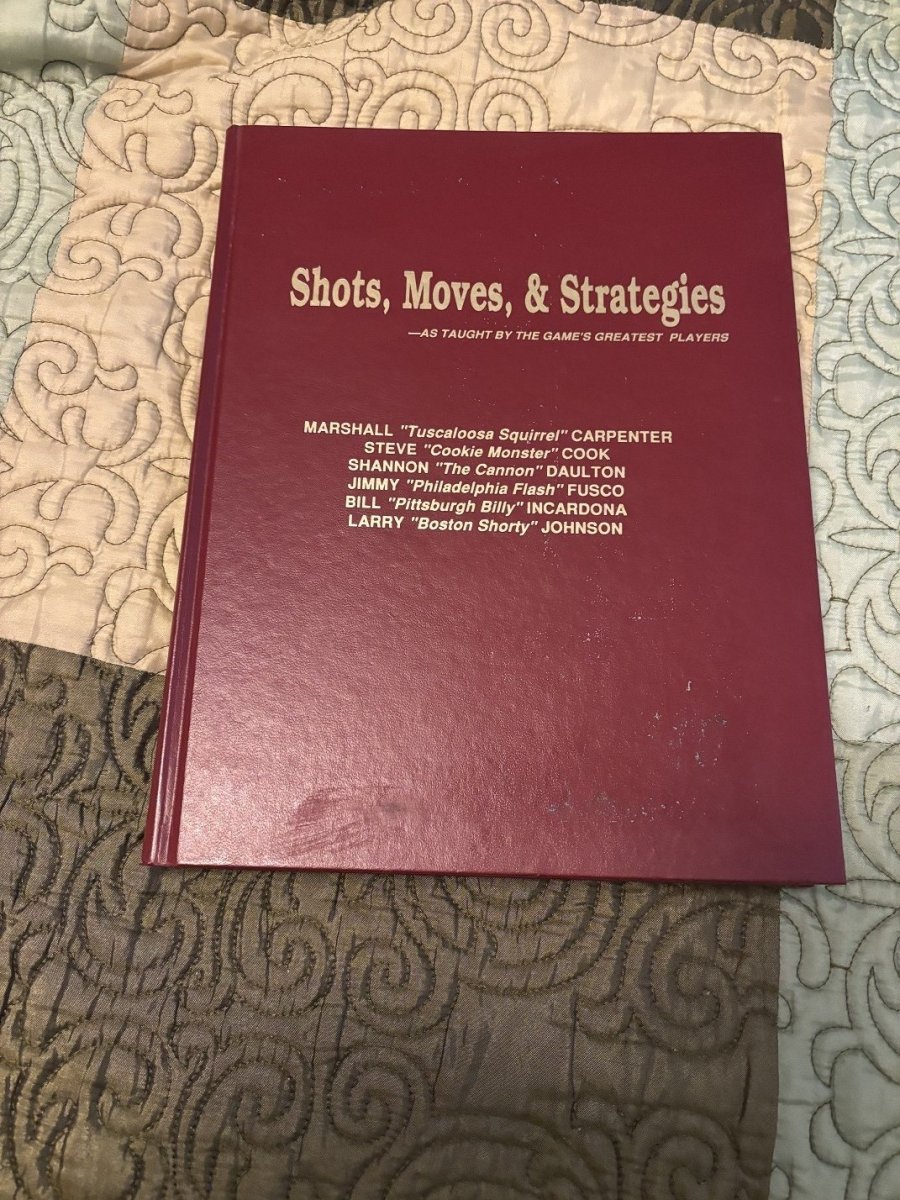 Shots, Moves, & Strategies
—AS TAUGHT BY THE GAME'S GREATEST PLAYERS
MARSHALL "Tuscaloosa Squirrel" CARPENTER
STEVE "Cookie Monster" COOK
SHANNON "The Cannon" DAULTON
JIMMY "Philadelphia Flash" FUSCO
BILL "Pittsburgh Billy" INCARDONA
LARRY "Boston Shorty" JOHNSON